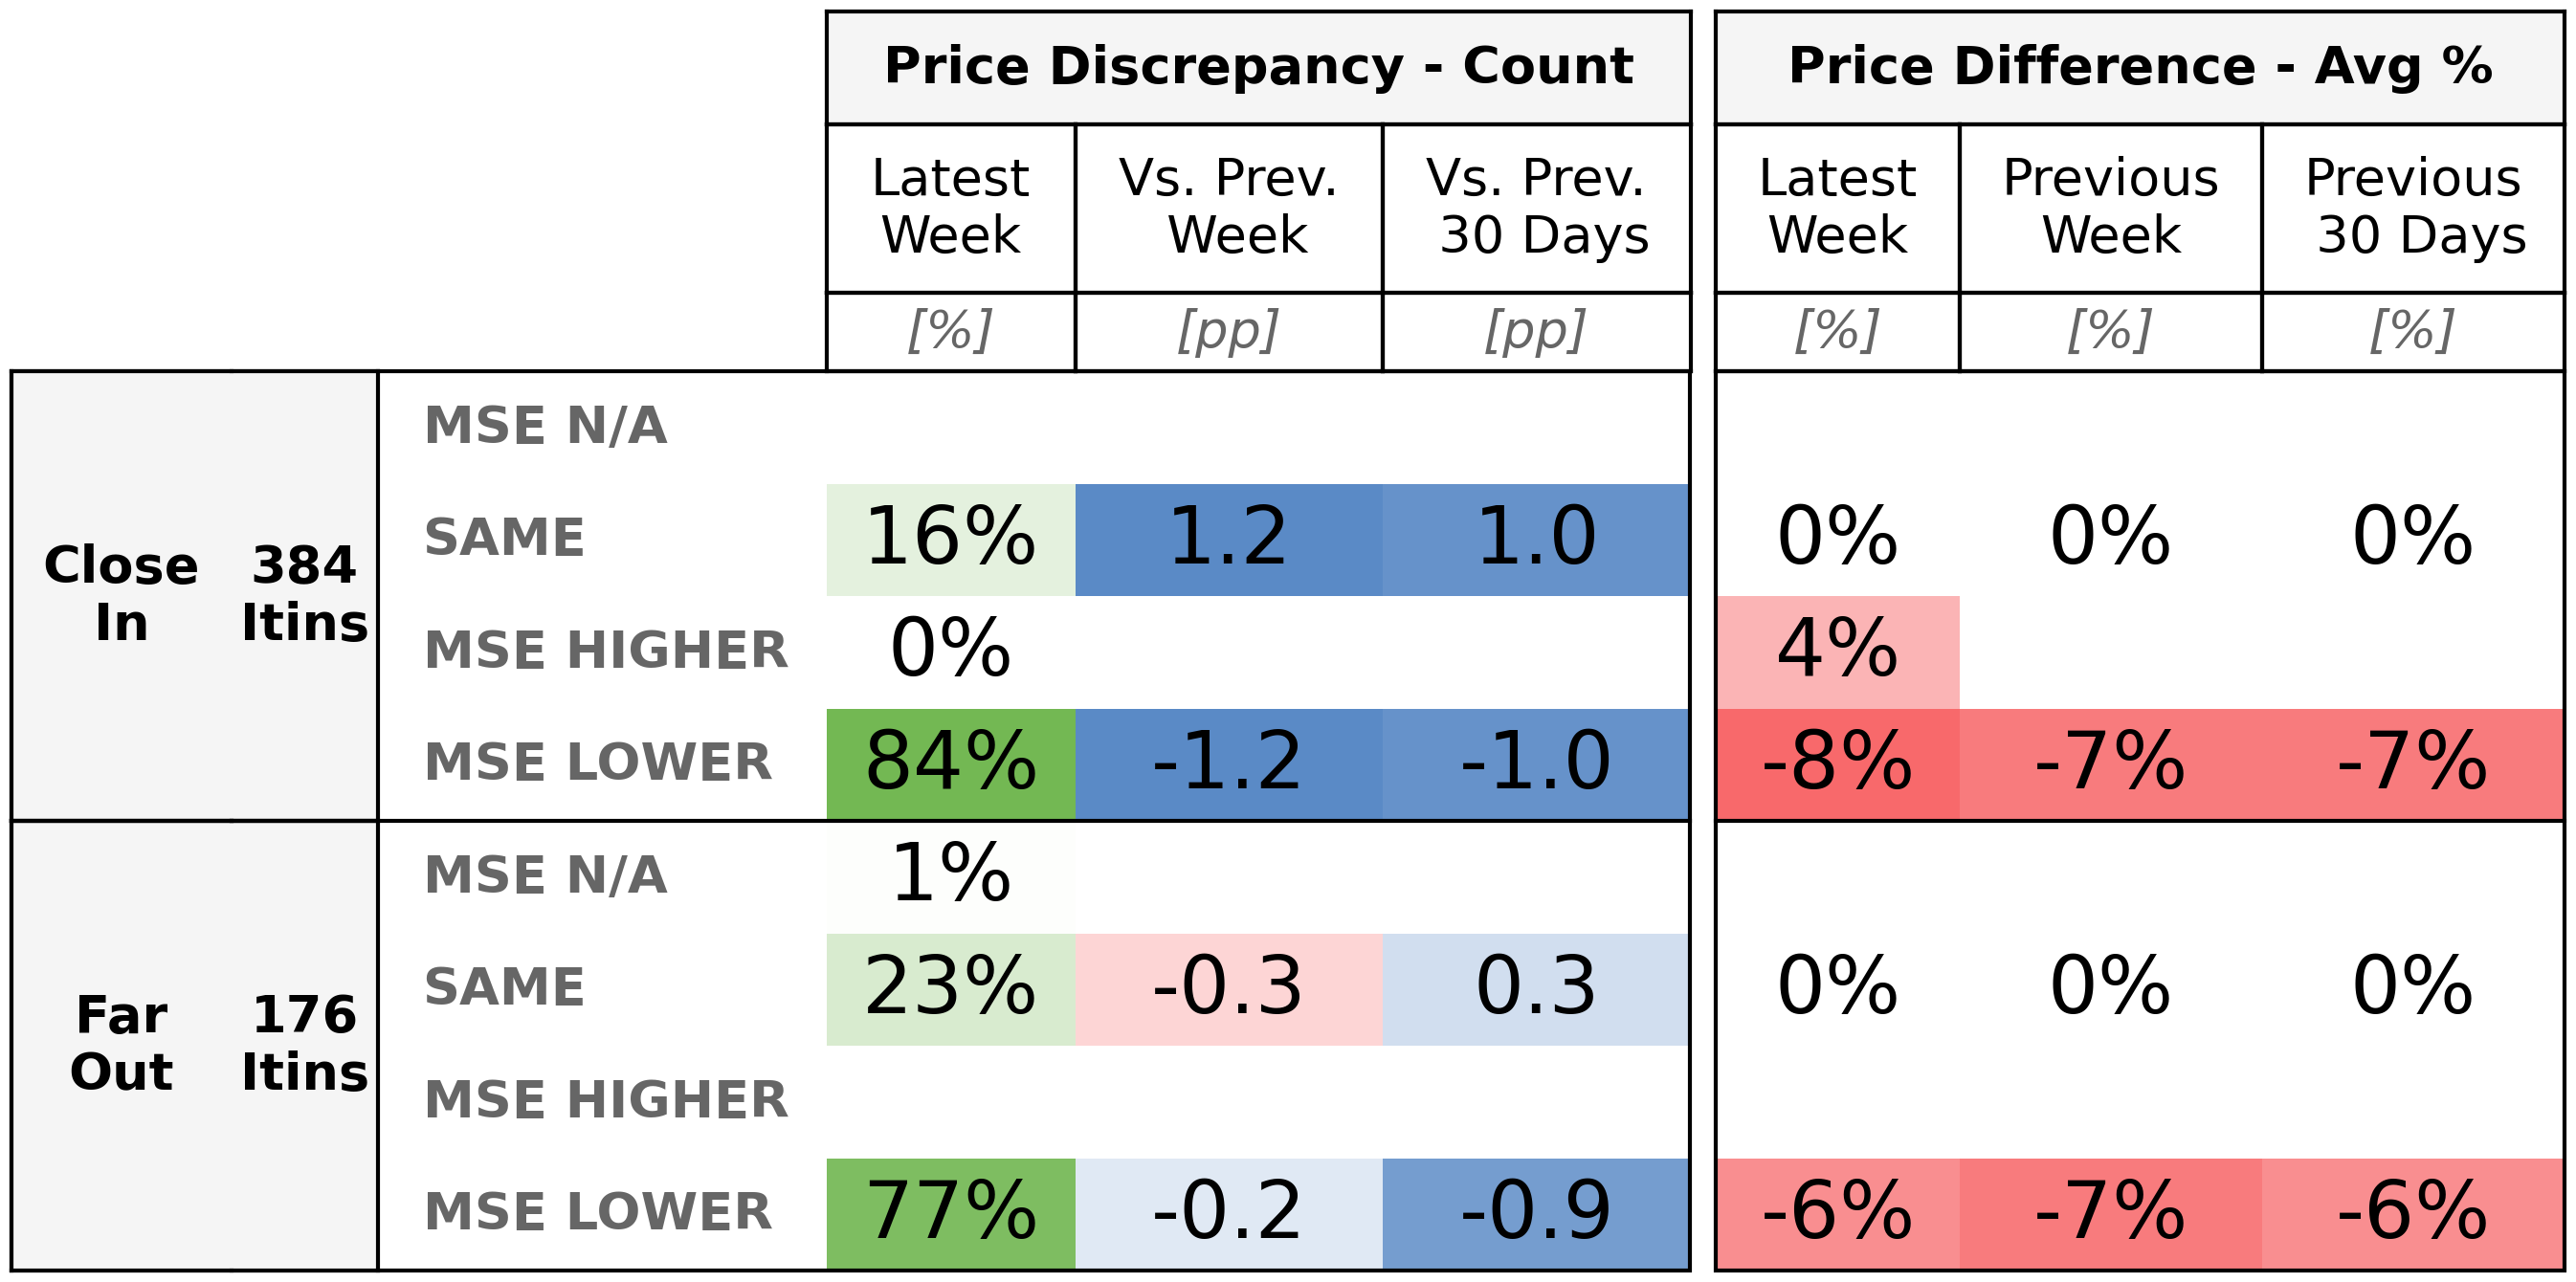 Price Discrepancy - Count Price Difference - Avg %
Latest Week Vs. Prev. Week Vs. Prev. 30 Days Latest Week Previous Week Previous 30 Days
[%] [pp] [pp] [%] [%] [%]
Close In 384 Itins
MSE N/A
SAME 16% 1.2 1.0 0% 0% 0%
MSE HIGHER 0% 4%
MSE LOWER 84% -1.2 -1.0 -8% -7% -7%
Far Out 176 Itins
MSE N/A 1%
SAME 23% -0.3 0.3 0% 0% 0%
MSE HIGHER
MSE LOWER 77% -0.2 -0.9 -6% -7% -6%